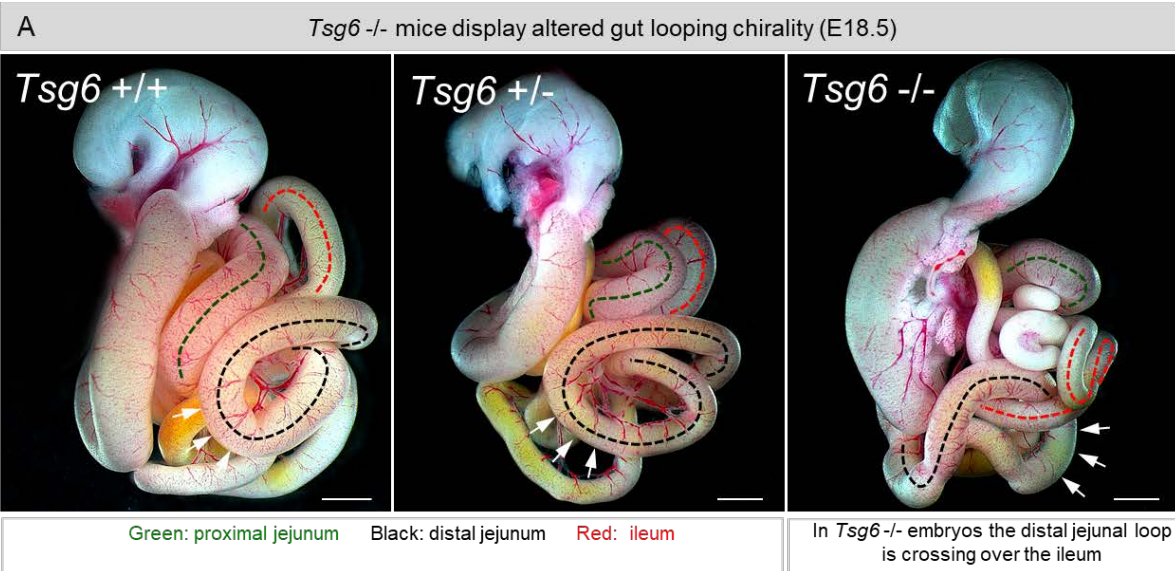 A
Tsg6 -/- mice display altered gut looping chirality (E18.5)
Tsg6 +/+
Tsg6 +/-
Tsg6 -/-
Green: proximal jejunum Black: distal jejunum Red: ileum
In Tsg6 -/- embryos the distal jejunal loop
is crossing over the ileum